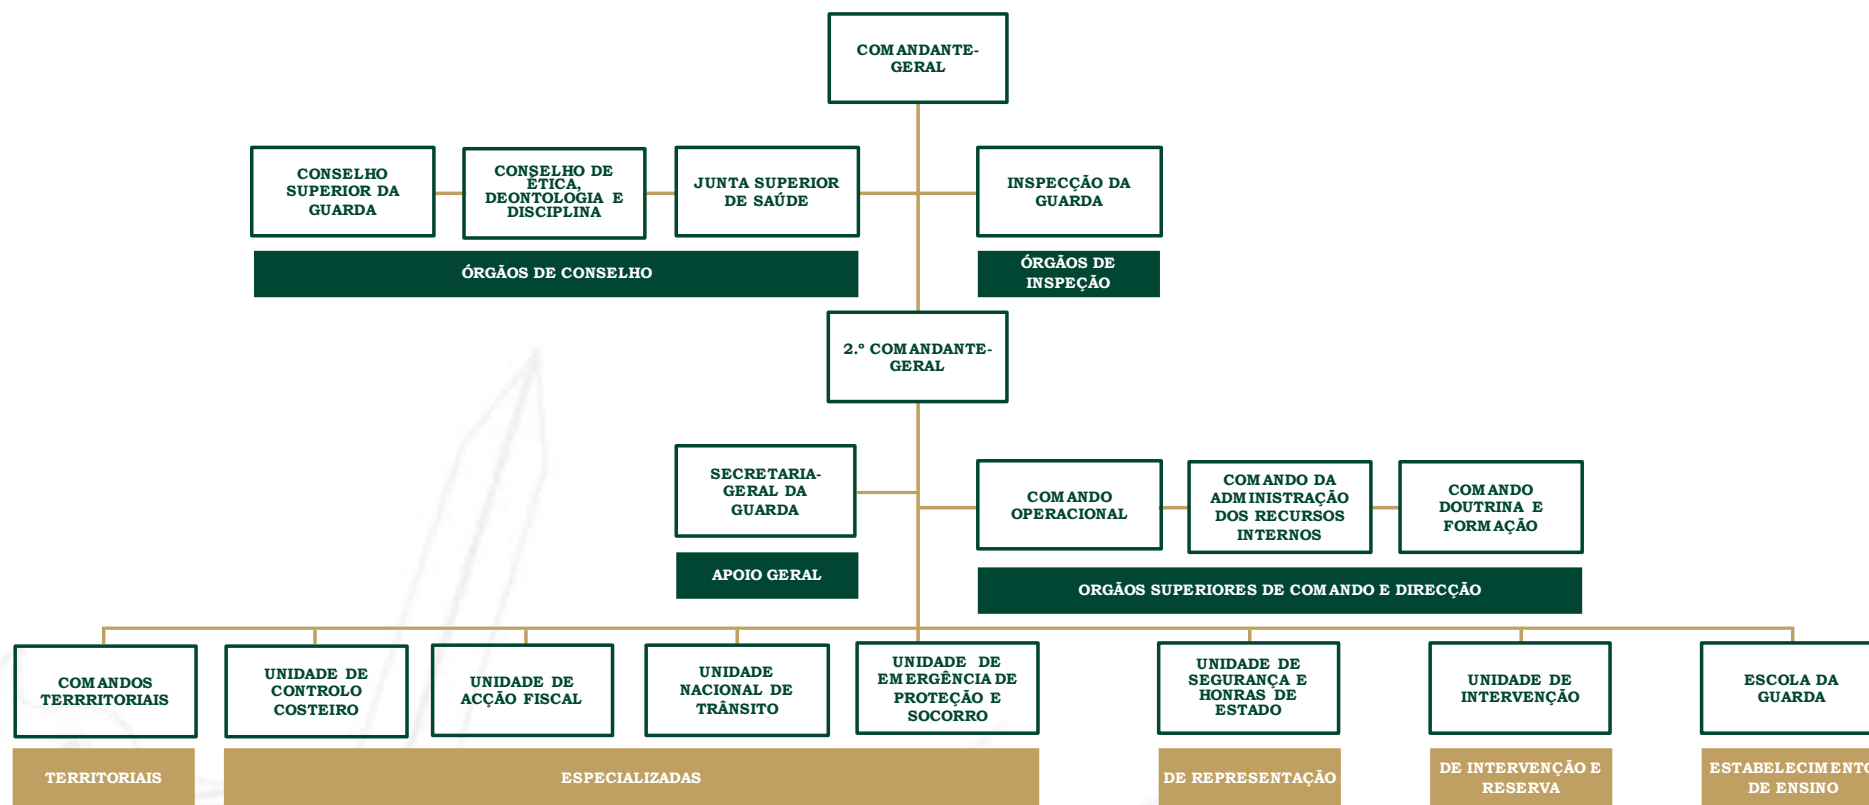 COMANDANTE-
GERAL
CONSELHO
SUPERIOR DA
GUARDA
CONSELHO DE
ÉTICA,
DEONTOLOGIA E
DISCIPLINA
JUNTA SUPERIOR
DE SAÚDE
INSPECÇÃO DA
GUARDA
ÓRGÃOS DE CONSELHO
ÓRGÃOS DE
INSPEÇÃO
2.º COMANDANTE-
GERAL
SECRETARIA-
GERAL DA
GUARDA
COMANDO
OPERACIONAL
COMANDO DA
ADMINISTRAÇÃO
DOS RECURSOS
INTERNOS
COMANDO
DOUTRINA E
FORMAÇÃO
APOIO GERAL
ORGÃOS SUPERIORES DE COMANDO E DIRECÇÃO
COMANDOS
TERRRITORIAIS
UNIDADE DE
CONTROLO
COSTEIRO
UNIDADE DE
ACÇÃO FISCAL
UNIDADE
NACIONAL DE
TRÂNSITO
UNIDADE DE
EMERGÊNCIA DE
PROTEÇÃO E
SOCORRO
UNIDADE DE
SEGURANÇA E
HONRAS DE
ESTADO
UNIDADE DE
INTERVENÇÃO
ESCOLA DA
GUARDA
TERRITORIAIS
ESPECIALIZADAS
DE REPRESENTAÇÃO
DE INTERVENÇÃO E
RESERVA
ESTABELECIMENTO
DE ENSINO